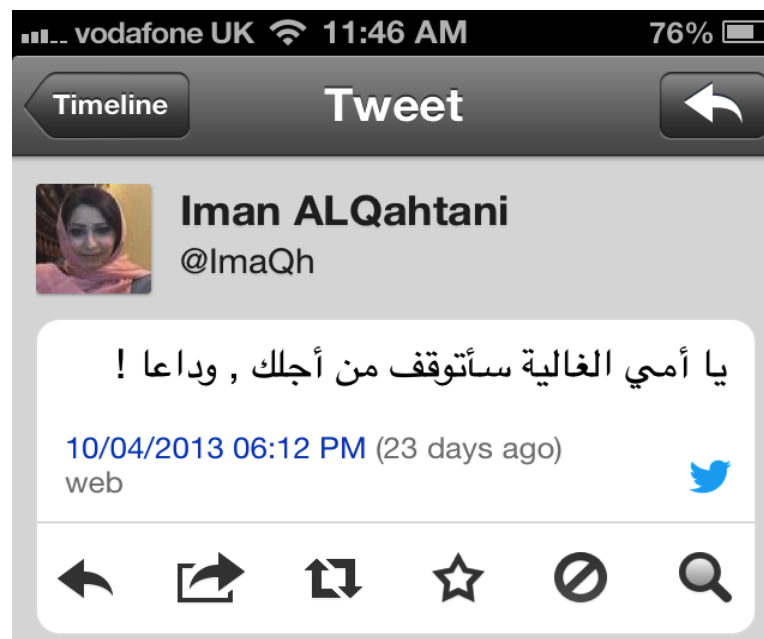 vodafone UK 11:46 AM 76%
Timeline Tweet
Iman ALQahtani
@ImaQh
يا أمي الغالية سأتوقف من أجلك , وداعا !
10/04/2013 06:12 PM (23 days ago)
web